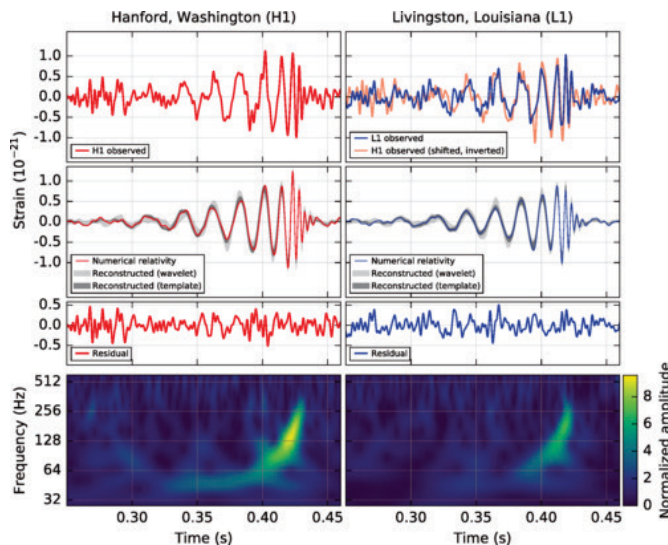 Hanford, Washington (H1)
Livingston, Louisiana (L1)
1.0
0.5
0.0
-0.5
-1.0
H1 observed
L1 observed
H1 observed (shifted, inverted)
Strain (10⁻²¹)
1.0
0.5
0.0
-0.5
-1.0
Numerical relativity
Reconstructed (wavelet)
Reconstructed (template)
Numerical relativity
Reconstructed (wavelet)
Reconstructed (template)
0.5
0.0
-0.5
Residual
Residual
Frequency (Hz)
512
256
128
64
32
0.30 0.35 0.40 0.45
Time (s)
0.30 0.35 0.40 0.45
Time (s)
8
6
4
2
0
Normalized amplitude